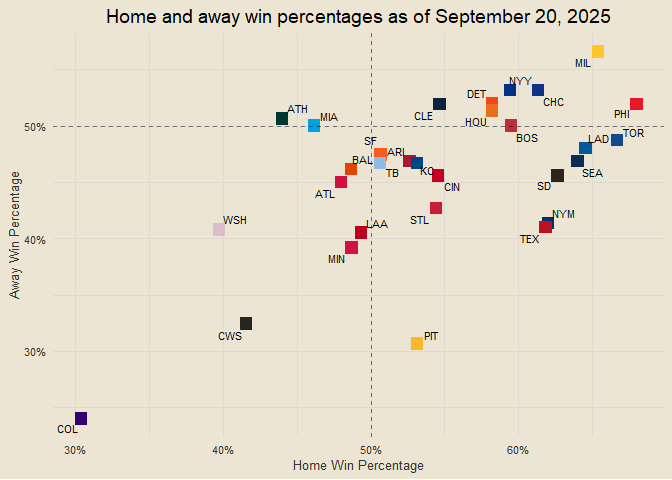 Home and away win percentages as of September 20, 2025
MIL
NYY
DET
CHC
ATH
CLE
PHI
MIA
HOU
50%
BOS
TOR
SF
LAD
ARI
BAL
TB
KC
SEA
ATL
CIN
SD
WSH
STL
NYM
LAA
TEX
40%
MIN
CWS
PIT
30%
COL
30%
40%
50%
60%
Home Win Percentage
Away Win Percentage